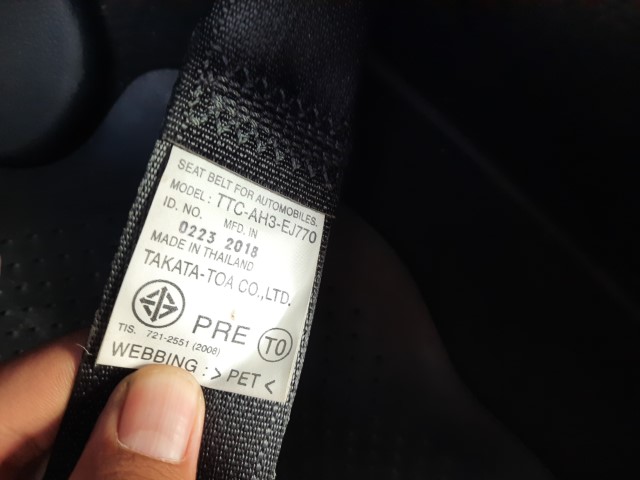 SEAT BELT FOR AUTOMOBILES.
MODEL: TTC-AH3-EJ770
ID. NO. MFD. IN
0223 2018
MADE IN THAILAND
TAKATA-TOA CO.,LTD.
PRE TO
TIS. 721-2551 (2008)
WEBBING : > PET <